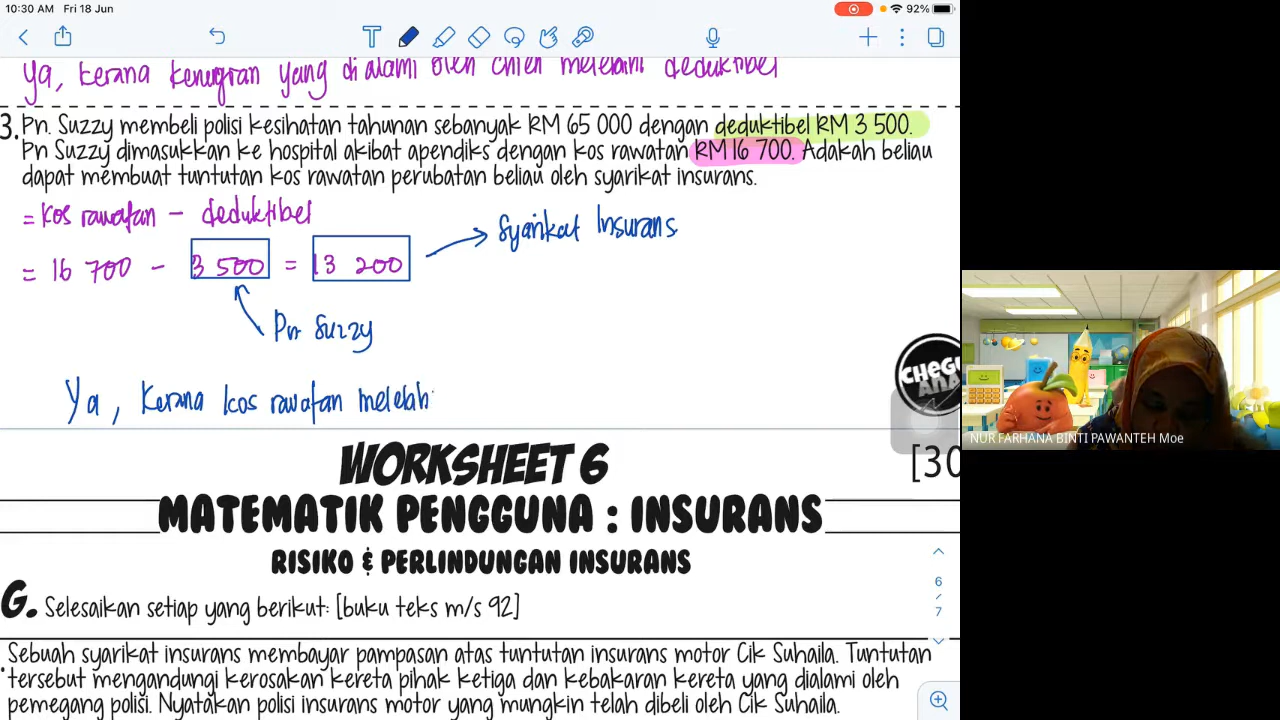 10:30 AM Fri 18 Jun
92%
Ya, kerana kerugian yang dialami oleh melebihi deduktibel
3. Pn. Suzzy membeli polisi kesihatan tahunan sebanyak RM 65 000 dengan deduktibel RM 3 500.
Pn Suzzy dimasukkan ke hospital akibat apendiks dengan kos rawatan RM 16 700. Adakah beliau
dapat membuat tuntutan kos rawatan perubatan beliau oleh syarikat insurans.
= kos rawatan - deduktibel
Syarikat Insurans
= 16 700 - 3 500 = 13 200
Pn Suzzy
CHEGU
ANA
Ya, kerana kos rawatan melebih
NUR FARHANA BINTI PAWANTEH Moe
WORKSHEET 6
[30
MATEMATIK PENGGUNA : INSURANS
RISIKO & PERLINDUNGAN INSURANS
6
/
7
G. Selesaikan setiap yang berikut: [buku teks m/s 92]
Sebuah syarikat insurans membayar pampasan atas tuntutan insurans motor Cik Suhaila. Tuntutan
tersebut mengandungi kerosakan kereta pihak ketiga dan kebakaran kereta yang dialami oleh
pemegang polisi. Nyatakan polisi insurans motor yang mungkin telah dibeli oleh Cik Suhaila.